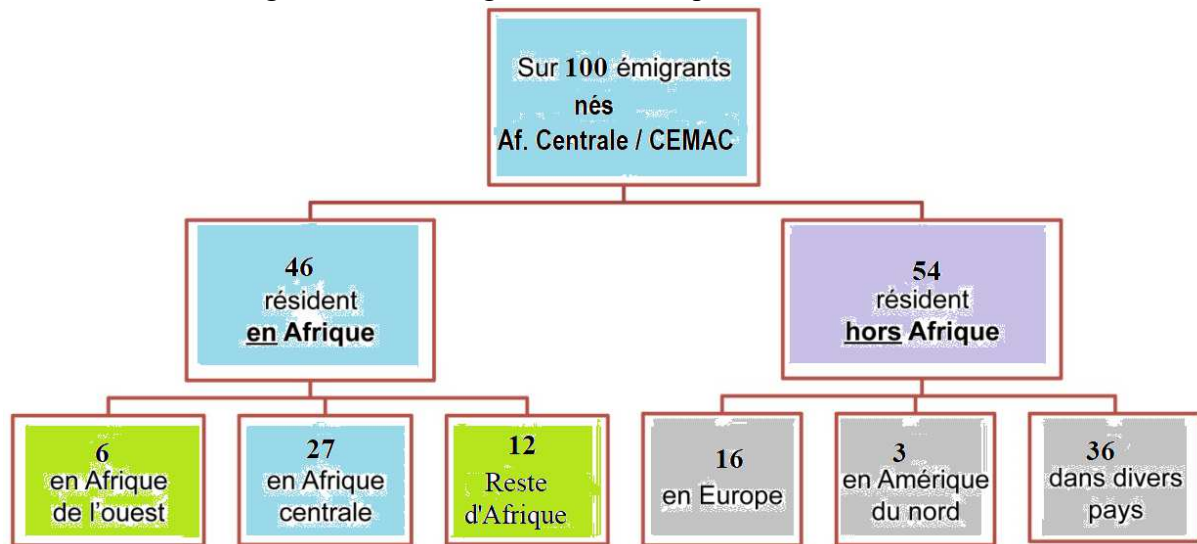 Sur 100 émigrants
nés
Af. Centrale / CEMAC
46
résident
en Afrique
54
résident
hors Afrique
6
en Afrique
de l'ouest
27
en Afrique
centrale
12
Reste
d'Afrique
16
en Europe
3
en Amérique
du nord
36
dans divers
pays